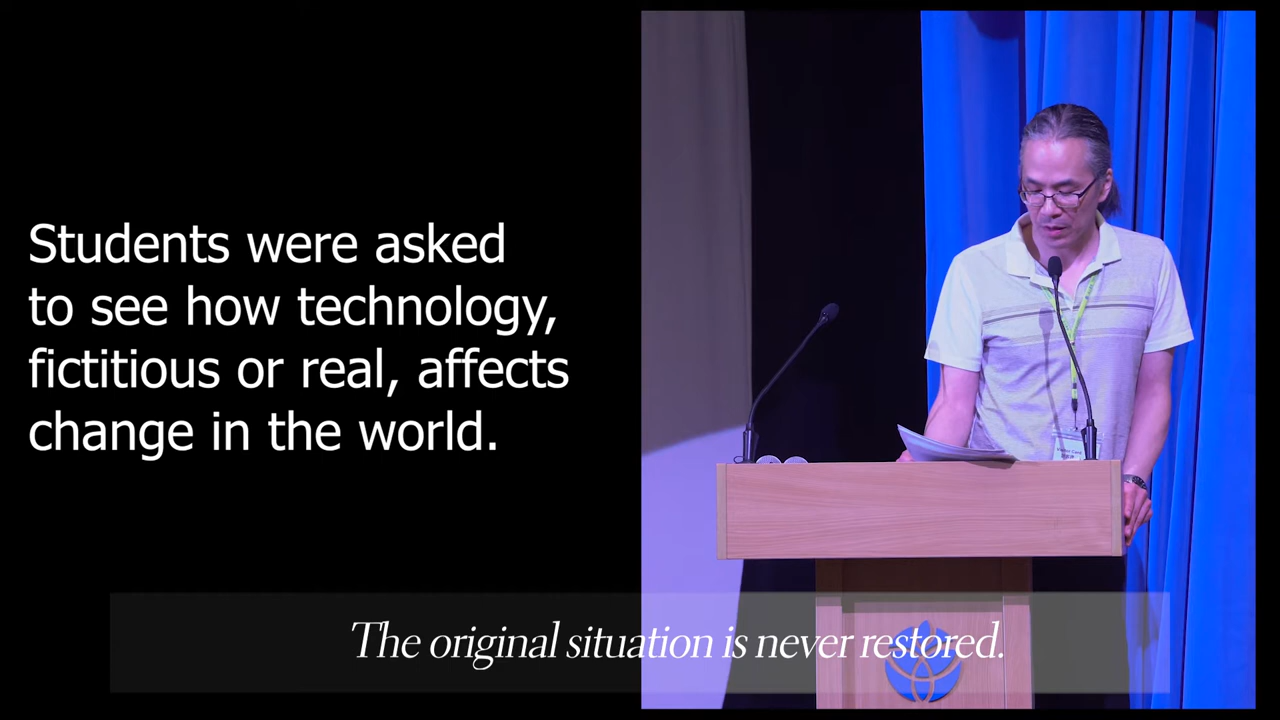 Students were asked
to see how technology,
fictitious or real, affects
change in the world.
The original situation is never restored.